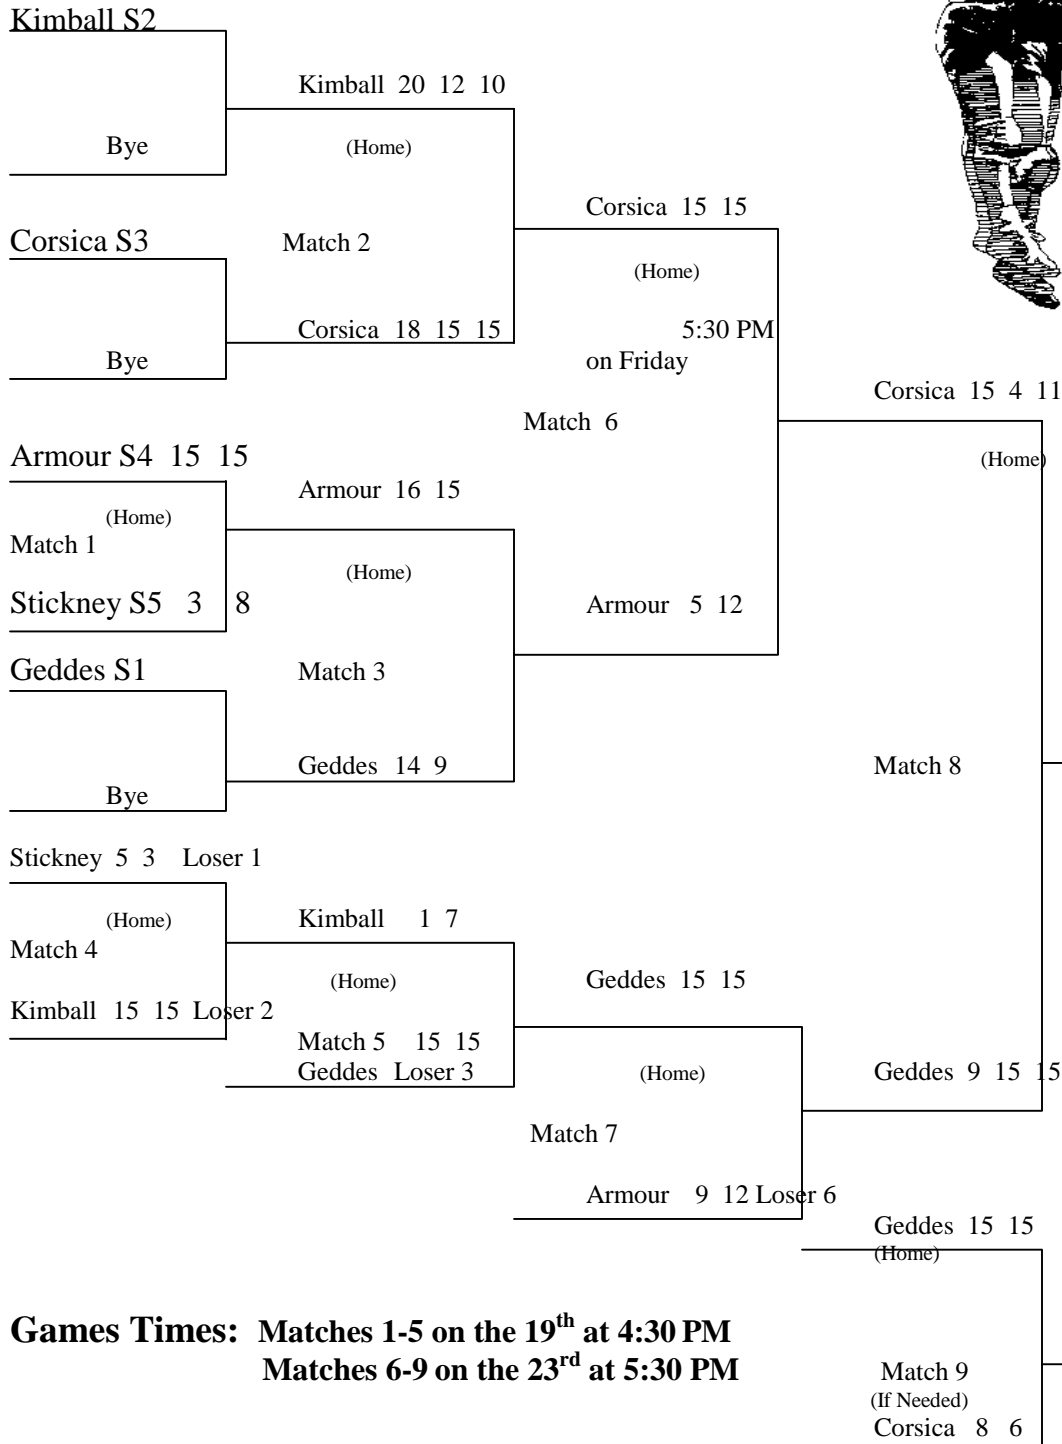 Kimball S2
Kimball 20 12 10
Bye
(Home)
Corsica 15 15
Corsica S3
Match 2
(Home)
Corsica 18 15 15
5:30 PM
Bye
on Friday
Corsica 15 4 11
Match 6
Armour S4 15 15
(Home)
Armour 16 15
(Home)
Match 1
(Home)
Stickney S5 3 8
Armour 5 12
Geddes S1
Match 3
Geddes 14 9
Match 8
Bye
Stickney 5 3 Loser 1
(Home)
Kimball 1 7
Match 4
Geddes 15 15
(Home)
Kimball 15 15 Loser 2
Match 5 15 15
Geddes Loser 3
(Home)
Geddes 9 15 15
Match 7
Armour 9 12 Loser 6
Geddes 15 15
(Home)
Games Times: Matches 1-5 on the 19th at 4:30 PM
Matches 6-9 on the 23rd at 5:30 PM
Match 9
(If Needed)
Corsica 8 6